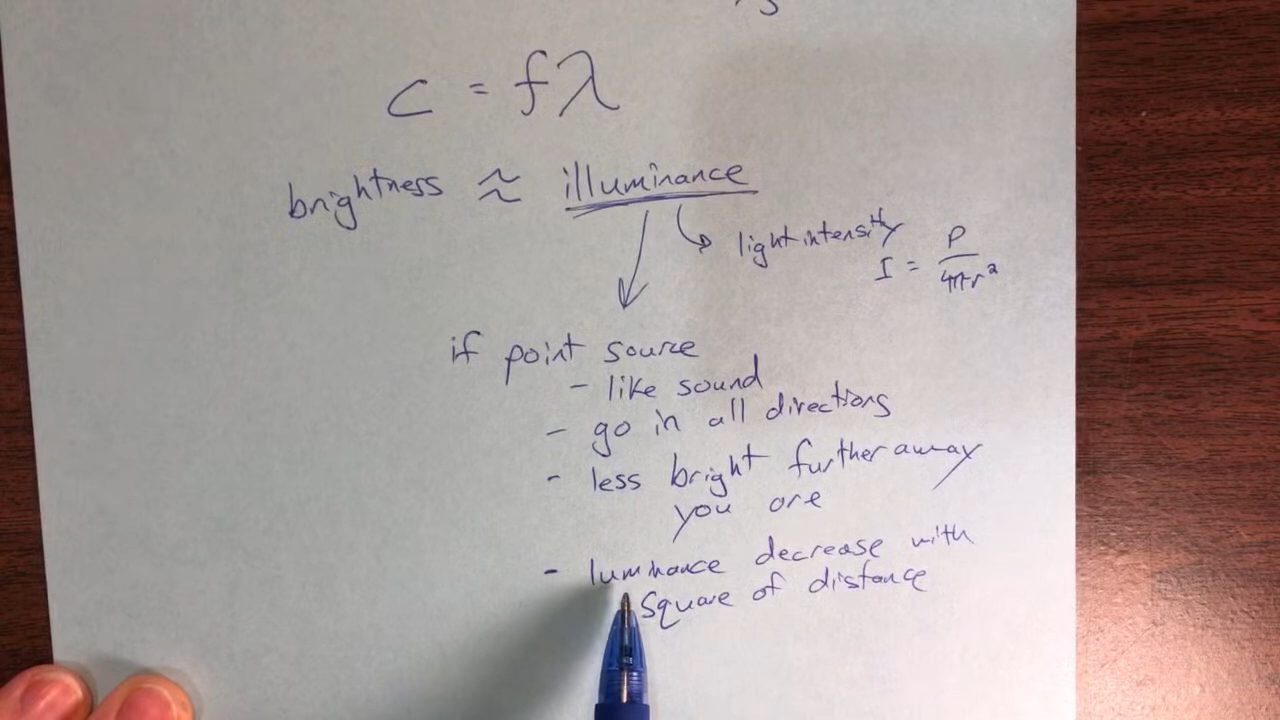 c = fλ
brightness ≈ illuminance
light intensity I = P / 4πr²
if point source
- like sound
- go in all directions
- less bright further away
you are
- luminance decrease with
square of distance